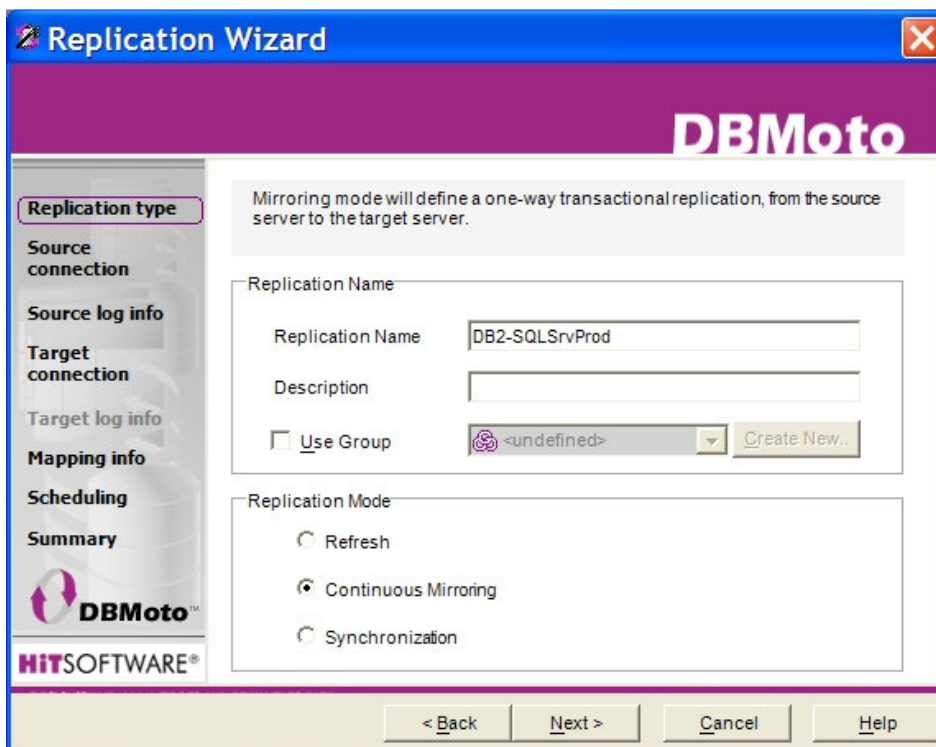 Replication Wizard
DBMoto
Replication type
Source
connection
Source log info
Target
connection
Target log info
Mapping info
Scheduling
Summary
DBMoto™
HiTSOFTWARE®
Mirroring mode will define a one-way transactional replication, from the source
server to the target server.
Replication Name
Replication Name DB2-SQLSrvProd
Description
Use Group <undefined> Create New..
Replication Mode
Refresh
Continuous Mirroring
Synchronization
< Back Next > Cancel Help